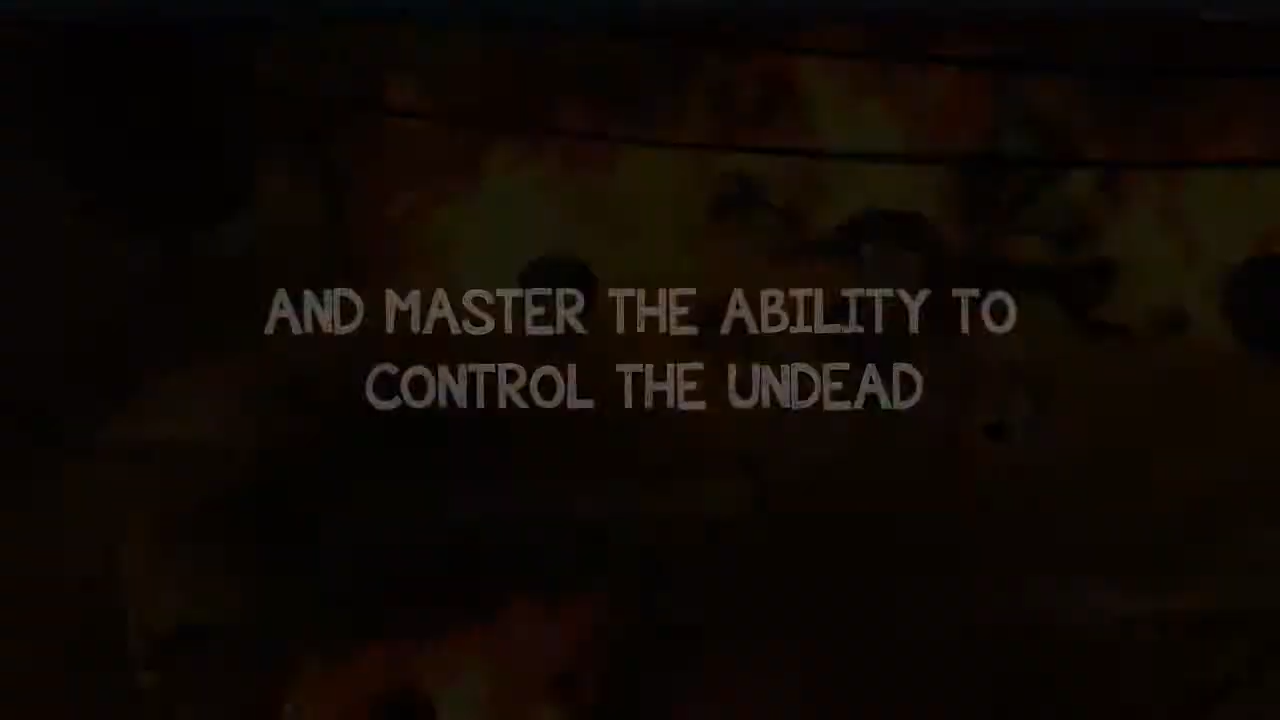 AND MASTER THE ABILITY TO
CONTROL THE UNDEAD